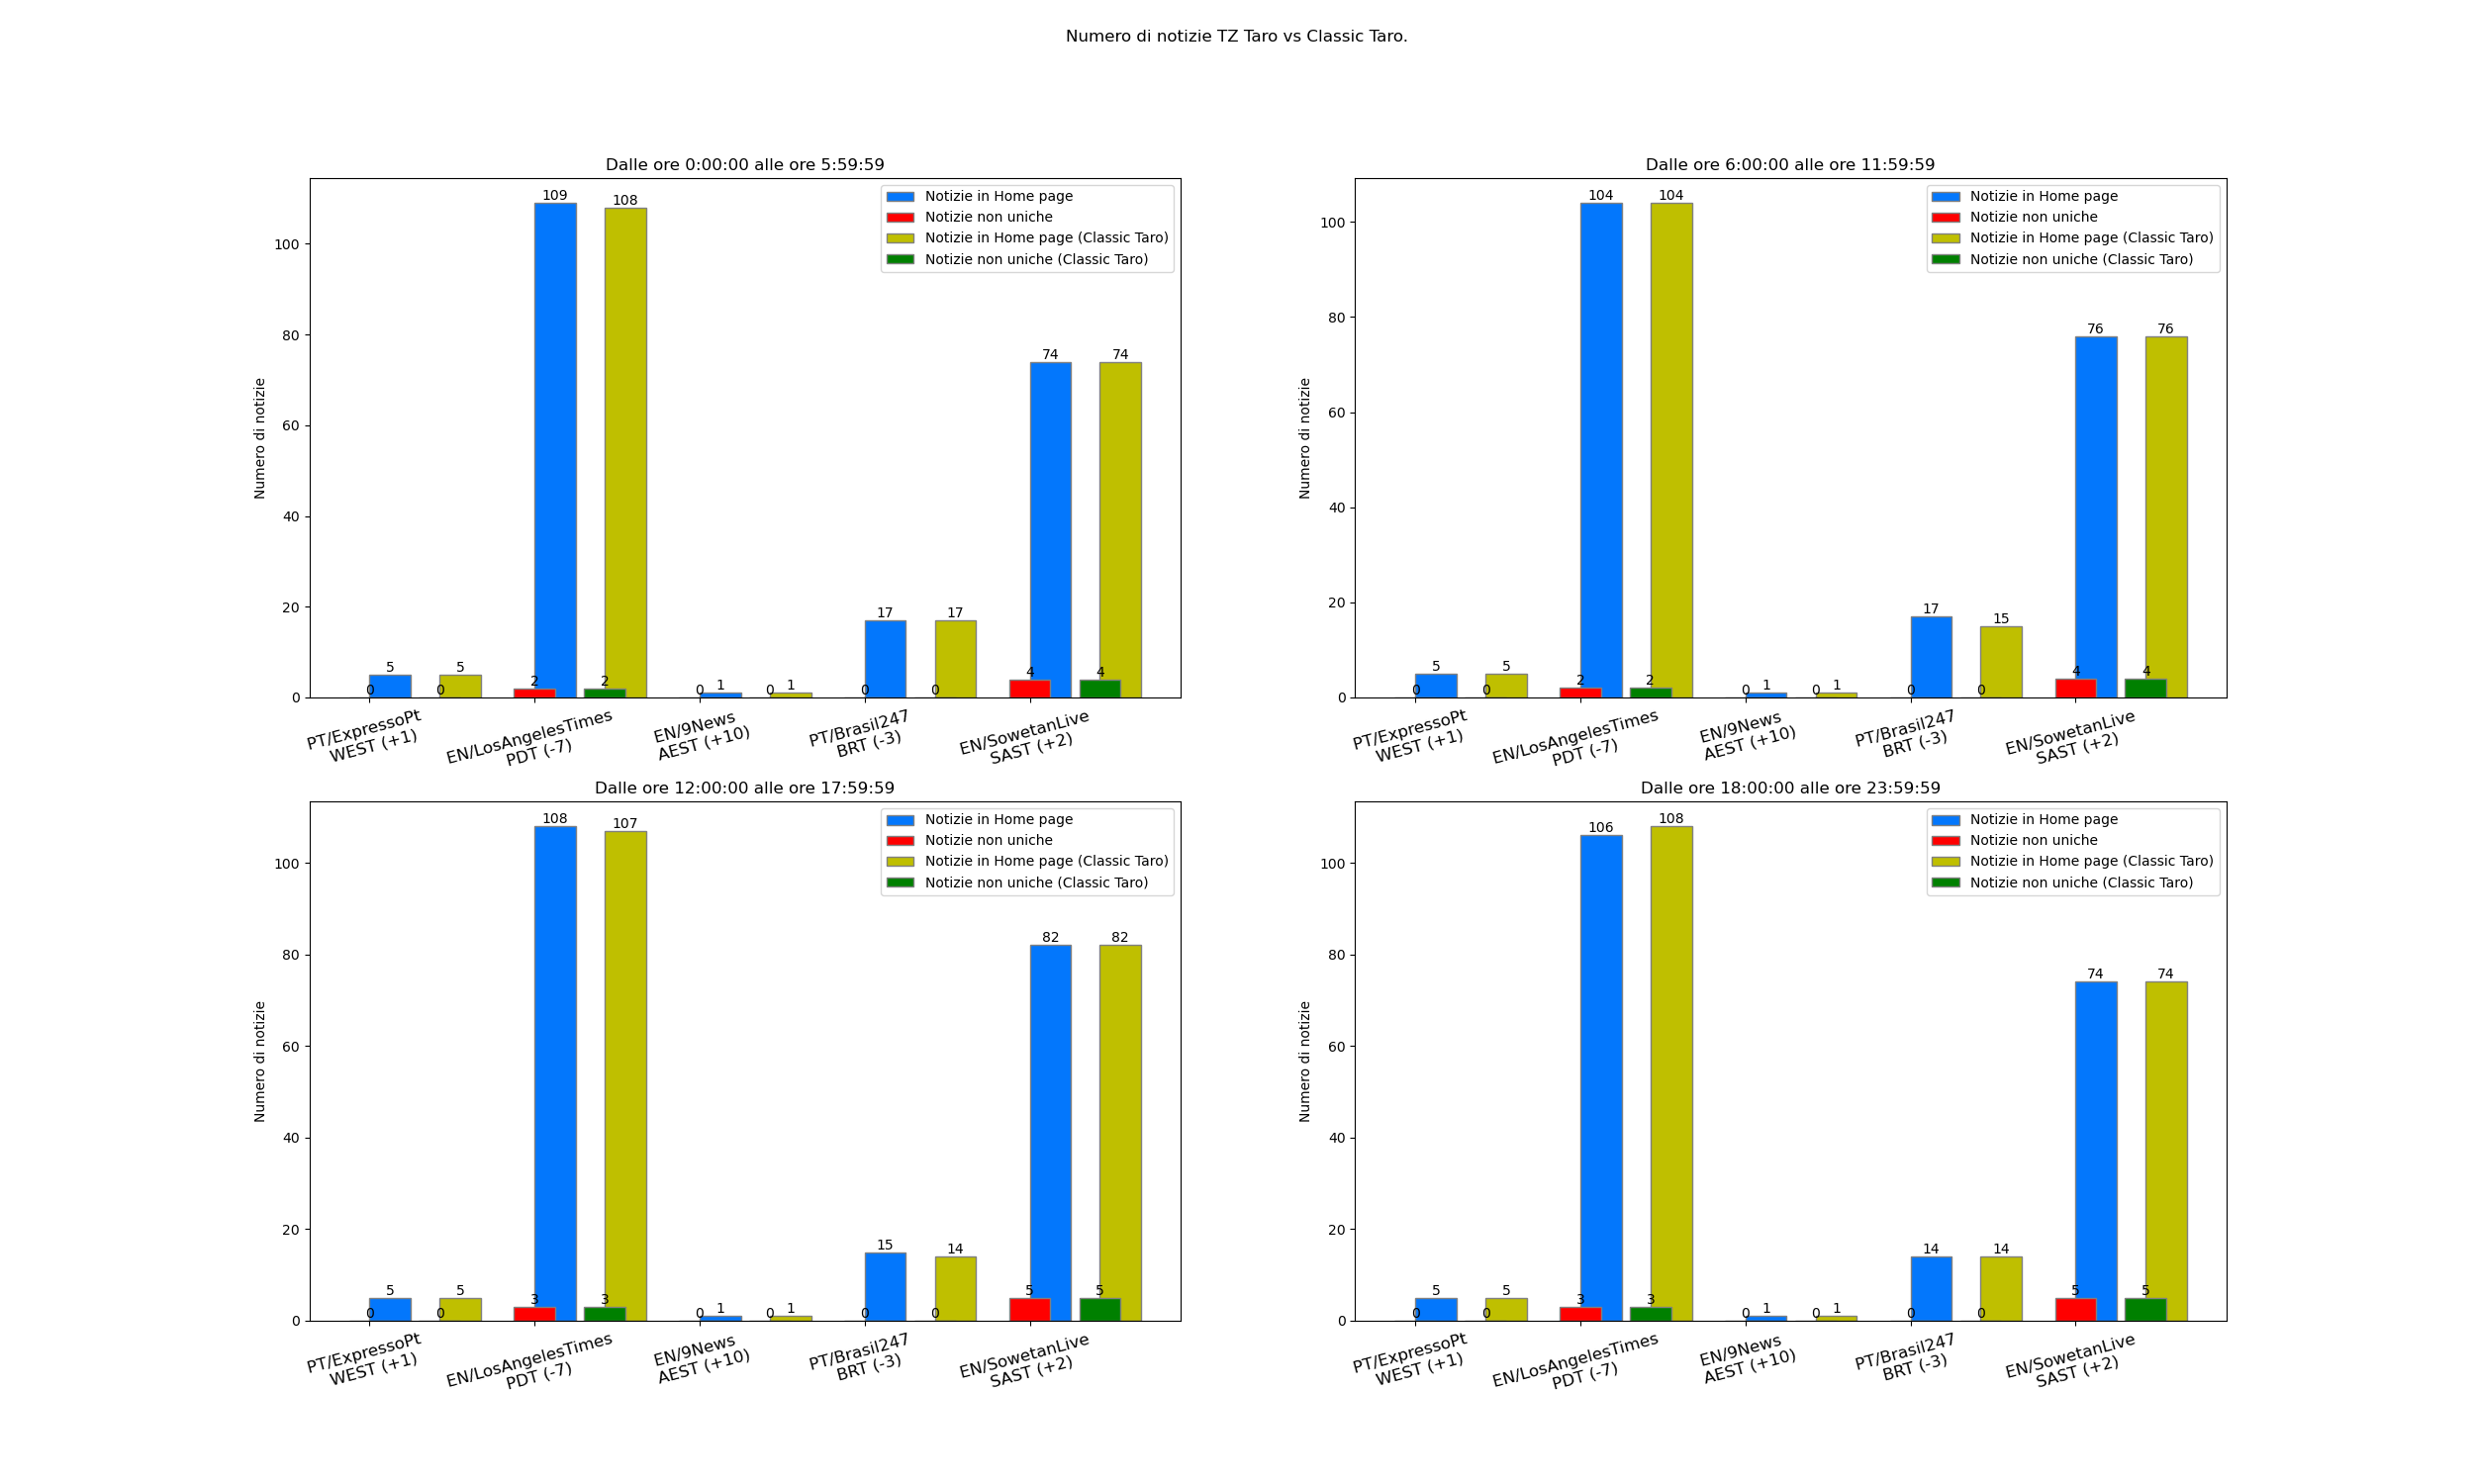 Numero di notizie TZ Taro vs Classic Taro.
Dalle ore 0:00:00 alle ore 5:59:59
Numero di notizie
100
80
60
40
20
0
109
108
74
74
17
17
5
5
1
1
0
0
2
2
0
0
0
0
4
4
Notizie in Home page
Notizie non uniche
Notizie in Home page (Classic Taro)
Notizie non uniche (Classic Taro)
PT/ExpressoPt
WEST (+1)
EN/LosAngelesTimes
PDT (-7)
EN/9News
AEST (+10)
PT/Brasil247
BRT (-3)
EN/SowetanLive
SAST (+2)
Dalle ore 6:00:00 alle ore 11:59:59
Numero di notizie
100
80
60
40
20
0
104
104
76
76
17
15
5
5
1
1
0
0
2
2
0
0
0
0
4
4
Notizie in Home page
Notizie non uniche
Notizie in Home page (Classic Taro)
Notizie non uniche (Classic Taro)
PT/ExpressoPt
WEST (+1)
EN/LosAngelesTimes
PDT (-7)
EN/9News
AEST (+10)
PT/Brasil247
BRT (-3)
EN/SowetanLive
SAST (+2)
Dalle ore 12:00:00 alle ore 17:59:59
Numero di notizie
100
80
60
40
20
0
108
107
82
82
15
14
5
5
1
1
0
0
3
3
0
0
0
0
5
5
Notizie in Home page
Notizie non uniche
Notizie in Home page (Classic Taro)
Notizie non uniche (Classic Taro)
PT/ExpressoPt
WEST (+1)
EN/LosAngelesTimes
PDT (-7)
EN/9News
AEST (+10)
PT/Brasil247
BRT (-3)
EN/SowetanLive
SAST (+2)
Dalle ore 18:00:00 alle ore 23:59:59
Numero di notizie
100
80
60
40
20
0
106
108
74
74
14
14
5
5
1
1
0
0
3
3
0
0
0
0
5
5
Notizie in Home page
Notizie non uniche
Notizie in Home page (Classic Taro)
Notizie non uniche (Classic Taro)
PT/ExpressoPt
WEST (+1)
EN/LosAngelesTimes
PDT (-7)
EN/9News
AEST (+10)
PT/Brasil247
BRT (-3)
EN/SowetanLive
SAST (+2)